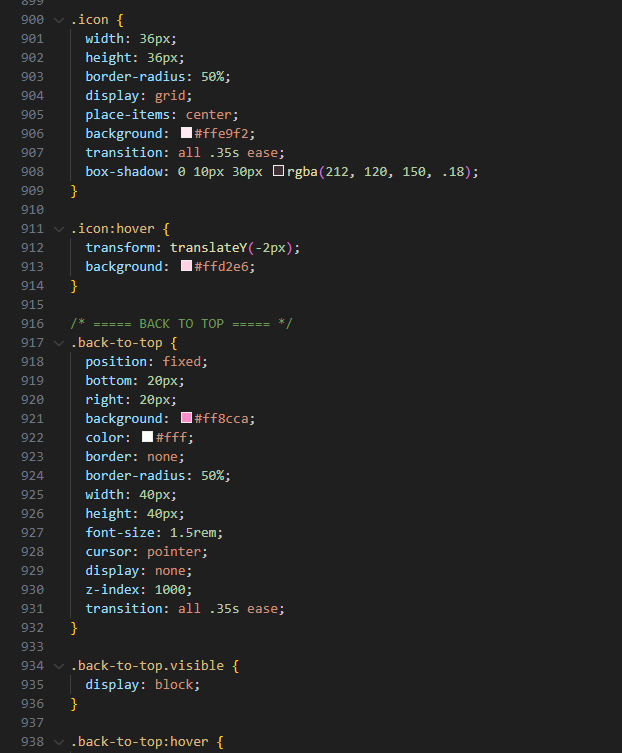 899
900 .icon {
901 width: 36px;
902 height: 36px;
903 border-radius: 50%;
904 display: grid;
905 place-items: center;
906 background: #ffe9f2;
907 transition: all .35s ease;
908 box-shadow: 0 10px 30px rgba(212, 120, 150, .18);
909 }
910
911 .icon:hover {
912 transform: translateY(-2px);
913 background: #ffd2e6;
914 }
915
916 /* ===== BACK TO TOP ===== */
917 .back-to-top {
918 position: fixed;
919 bottom: 20px;
920 right: 20px;
921 background: #ff8cca;
922 color: #fff;
923 border: none;
924 border-radius: 50%;
925 width: 40px;
926 height: 40px;
927 font-size: 1.5rem;
928 cursor: pointer;
929 display: none;
930 z-index: 1000;
931 transition: all .35s ease;
932 }
933
934 .back-to-top.visible {
935 display: block;
936 }
937
938 .back-to-top:hover {